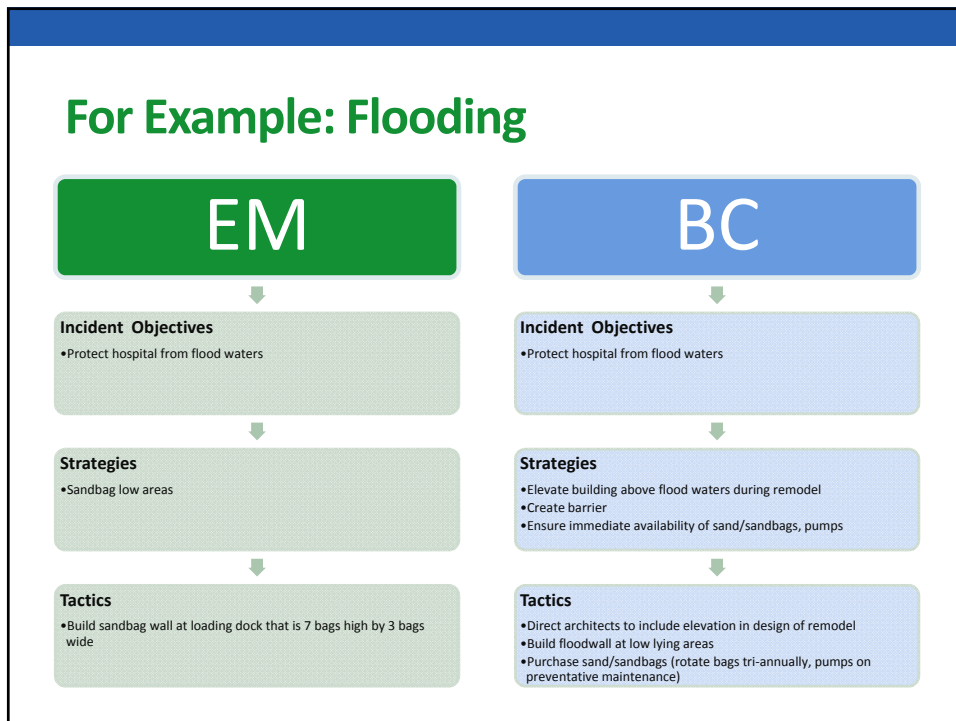 For Example: Flooding
EM
Incident Objectives
•Protect hospital from flood waters
Strategies
•Sandbag low areas
Tactics
•Build sandbag wall at loading dock that is 7 bags high by 3 bags
wide
BC
Incident Objectives
•Protect hospital from flood waters
Strategies
•Elevate building above flood waters during remodel
•Create barrier
•Ensure immediate availability of sand/sandbags, pumps
Tactics
•Direct architects to include elevation in design of remodel
•Build floodwall at low lying areas
•Purchase sand/sandbags (rotate bags tri-annually, pumps on
preventative maintenance)